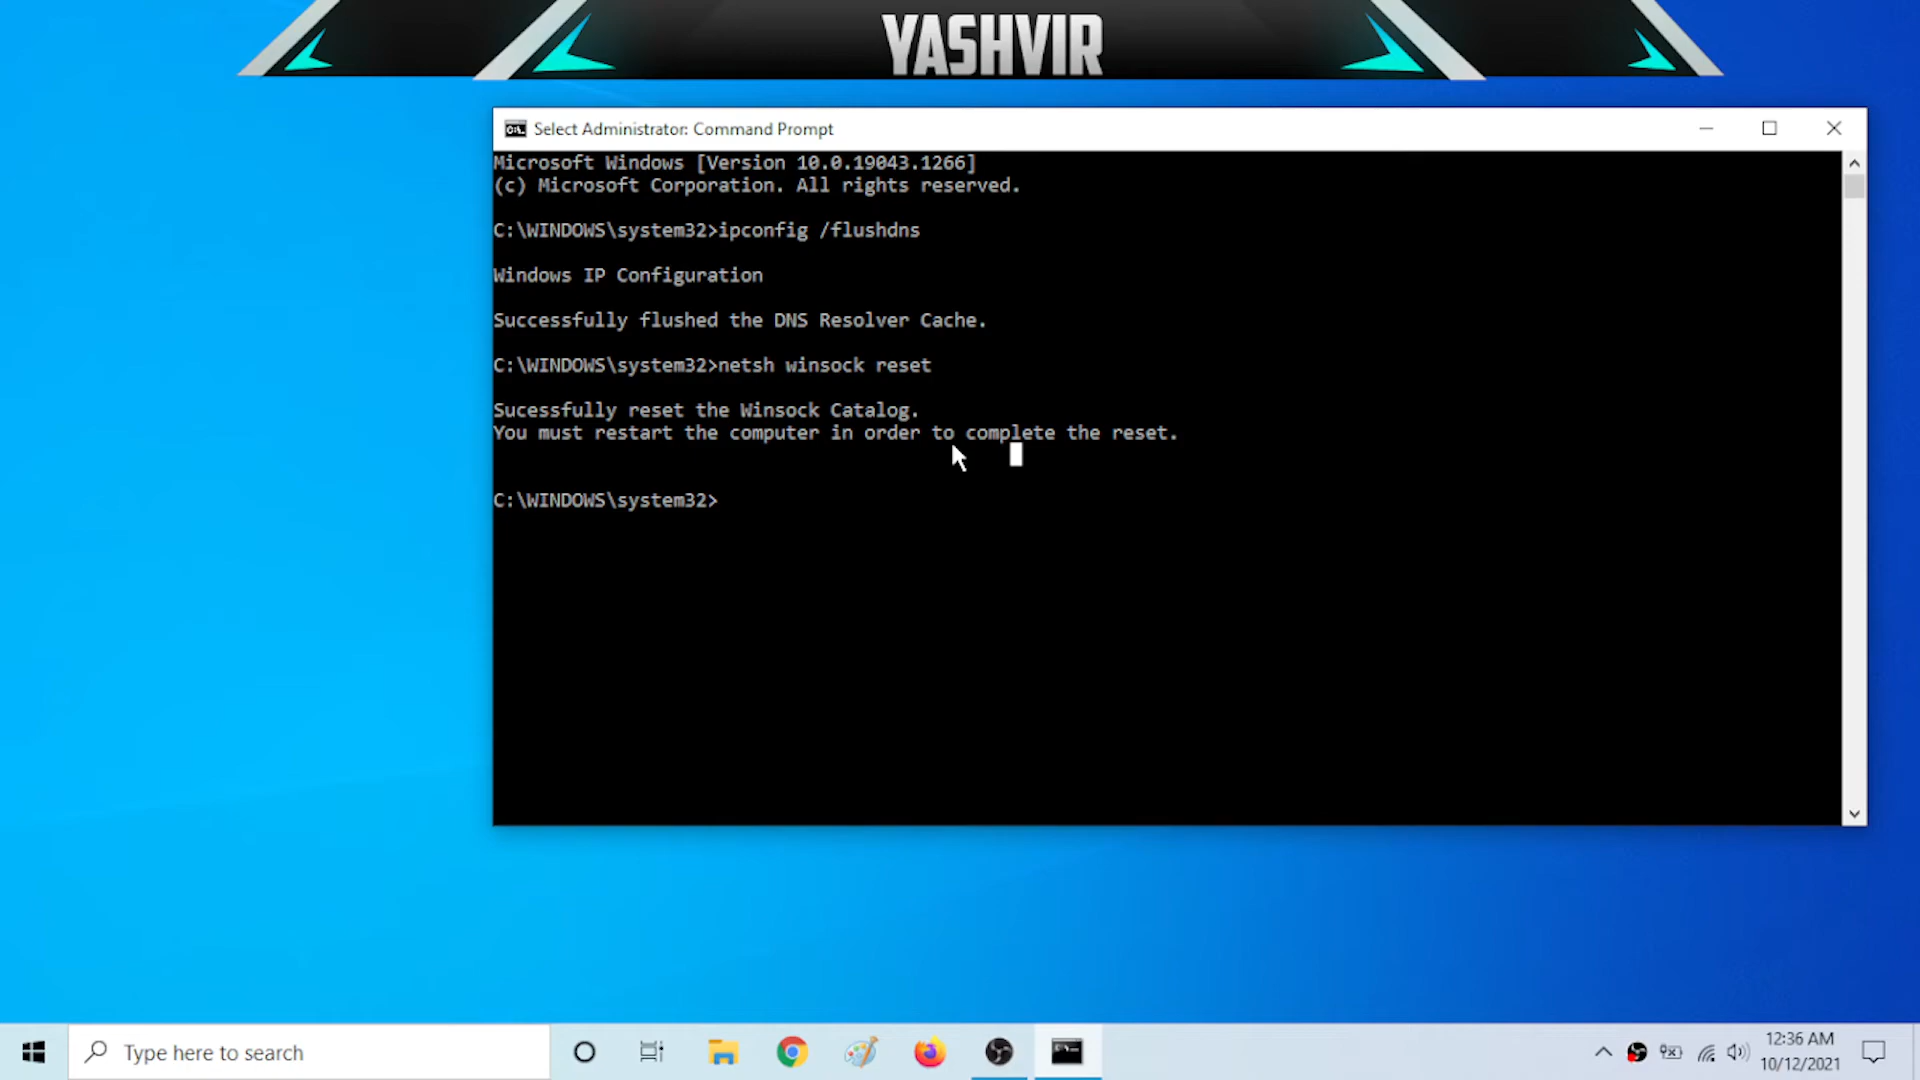 YASHVIR
Select Administrator: Command Prompt
Microsoft Windows [Version 10.0.19043.1266]
(c) Microsoft Corporation. All rights reserved.
C:\WINDOWS\system32>ipconfig /flushdns
Windows IP Configuration
Successfully flushed the DNS Resolver Cache.
C:\WINDOWS\system32>netsh winsock reset
Sucessfully reset the Winsock Catalog.
You must restart the computer in order to complete the reset.
C:\WINDOWS\system32>
Type here to search
12:36 AM
10/12/2021